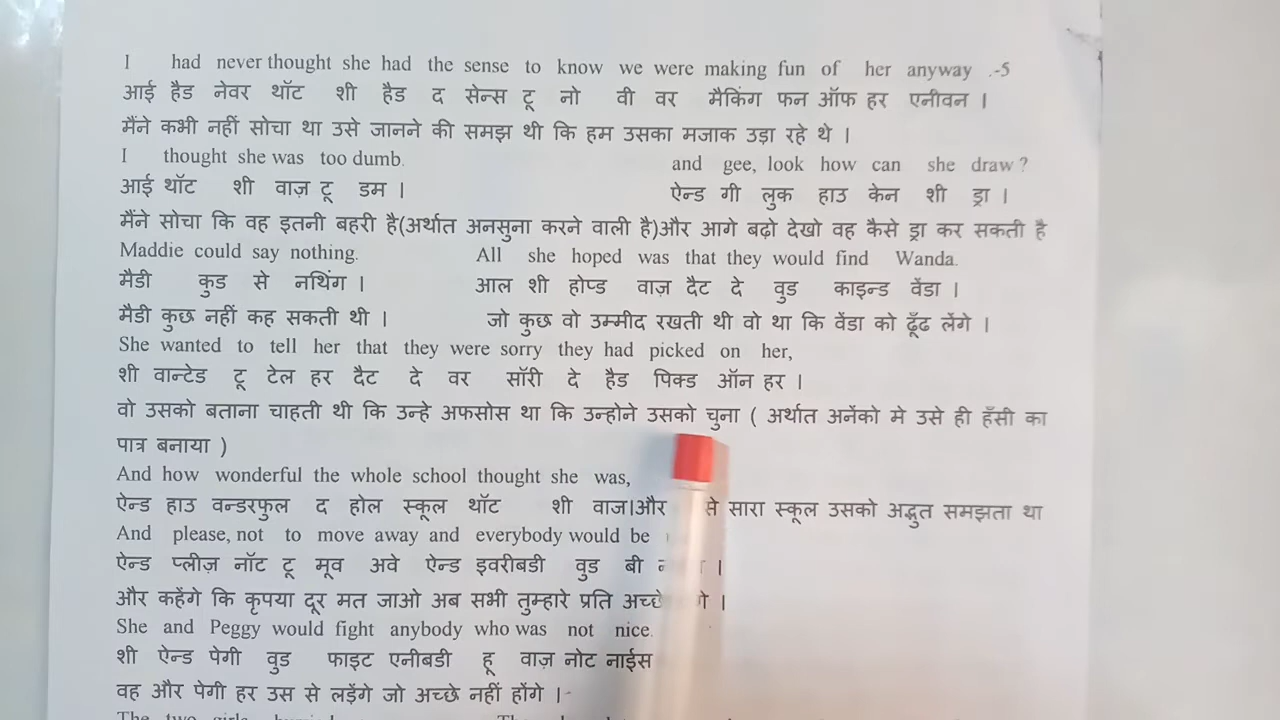 I had never thought she had the sense to know we were making fun of her anyway .-5
आई हैड नेवर थॉट शी हैड द सेन्स टू नो वी वर मैकिंग फन ऑफ हर एनीवन ।
मैंने कभी नहीं सोचा था उसे जानने की समझ थी कि हम उसका मजाक उड़ा रहे थे ।
I thought she was too dumb. and gee, look how can she draw ?
आई थॉट शी वाज़ टू डम । ऐन्ड गी लुक हाउ केन शी ड्रा ।
मैंने सोचा कि वह इतनी बहरी है(अर्थात अनसुना करने वाली है)और आगे बढ़ो देखो वह कैसे ड्रा कर सकती है
Maddie could say nothing. All she hoped was that they would find Wanda.
मैडी कुड से नथिंग । आल शी होप्ड वाज़ दैट दे वुड काइन्ड वेंडा ।
मैडी कुछ नहीं कह सकती थी । जो कुछ वो उम्मीद रखती थी वो था कि वेंडा को ढूँढ लेंगे ।
She wanted to tell her that they were sorry they had picked on her,
शी वान्टेड टू टेल हर दैट दे वर सॉरी दे हैड पिक्ड ऑन हर ।
वो उसको बताना चाहती थी कि उन्हे अफसोस था कि उन्होने उसको चुना ( अर्थात अनेंको मे उसे ही हँसी का
पात्र बनाया )
And how wonderful the whole school thought she was,
ऐन्ड हाउ वन्डरफुल द होल स्कूल थॉट शी वाज।और से सारा स्कूल उसको अद्भुत समझता था
And please, not to move away and everybody would be
ऐन्ड प्लीज़ नॉट टू मूव अवे ऐन्ड इवरीबडी वुड बी ।
और कहेंगे कि कृपया दूर मत जाओ अब सभी तुम्हारे प्रति अच्छे ।
She and Peggy would fight anybody who was not nice.
शी ऐन्ड पेगी वुड फाइट एनीबडी हू वाज़ नोट नाईस
वह और पेगी हर उस से लड़ेंगे जो अच्छे नहीं होंगे ।
The two girls